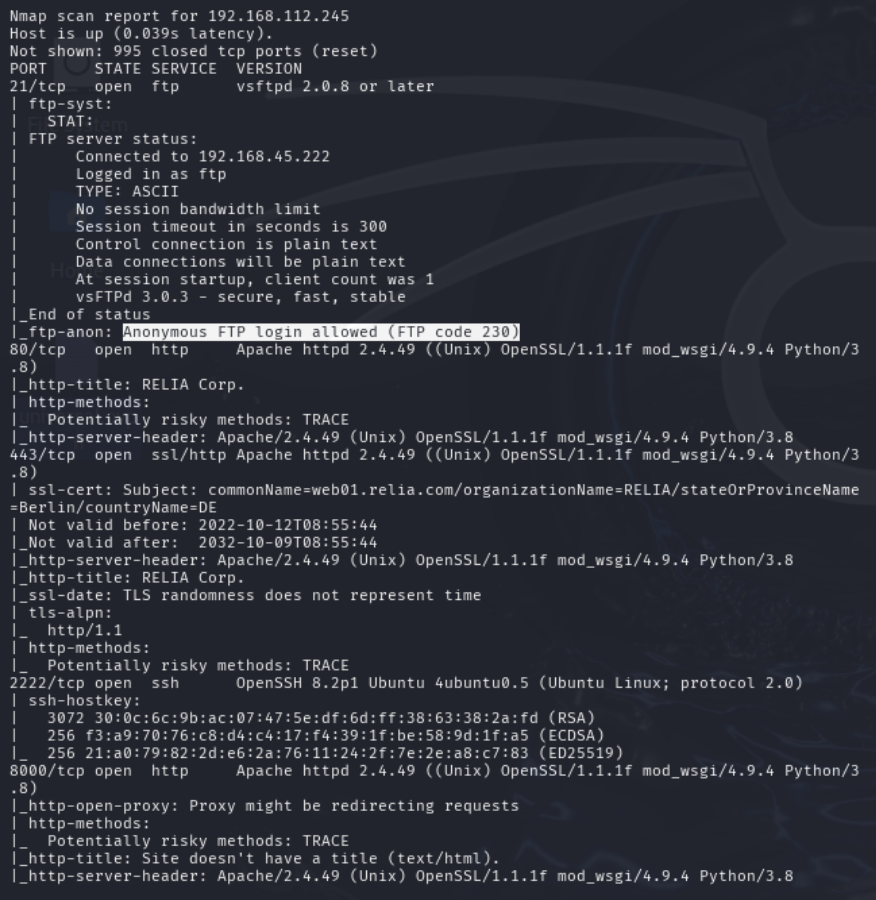 Nmap scan report for 192.168.112.245
Host is up (0.039s latency).
Not shown: 995 closed tcp ports (reset)
PORT     STATE SERVICE  VERSION
21/tcp   open  ftp      vsftpd 2.0.8 or later
| ftp-syst:
|   STAT:
| FTP server status:
|      Connected to 192.168.45.222
|      Logged in as ftp
|      TYPE: ASCII
|      No session bandwidth limit
|      Session timeout in seconds is 300
|      Control connection is plain text
|      Data connections will be plain text
|      At session startup, client count was 1
|      vsFTPd 3.0.3 - secure, fast, stable
|_End of status
|_ftp-anon: Anonymous FTP login allowed (FTP code 230)
80/tcp   open  http     Apache httpd 2.4.49 ((Unix) OpenSSL/1.1.1f mod_wsgi/4.9.4 Python/3
.8)
|_http-title: RELIA Corp.
| http-methods:
|_  Potentially risky methods: TRACE
|_http-server-header: Apache/2.4.49 (Unix) OpenSSL/1.1.1f mod_wsgi/4.9.4 Python/3.8
443/tcp  open  ssl/http Apache httpd 2.4.49 ((Unix) OpenSSL/1.1.1f mod_wsgi/4.9.4 Python/3
.8)
| ssl-cert: Subject: commonName=web01.relia.com/organizationName=RELIA/stateOrProvinceName
=Berlin/countryName=DE
| Not valid before: 2022-10-12T08:55:44
|_Not valid after:  2032-10-09T08:55:44
|_http-server-header: Apache/2.4.49 (Unix) OpenSSL/1.1.1f mod_wsgi/4.9.4 Python/3.8
|_http-title: RELIA Corp.
|_ssl-date: TLS randomness does not represent time
| tls-alpn:
|_  http/1.1
| http-methods:
|_  Potentially risky methods: TRACE
2222/tcp open  ssh      OpenSSH 8.2p1 Ubuntu 4ubuntu0.5 (Ubuntu Linux; protocol 2.0)
| ssh-hostkey:
|   3072 30:0c:6c:9b:ac:07:47:5e:df:6d:ff:38:63:38:2a:fd (RSA)
|   256 f3:a9:70:76:c8:d4:c4:17:f4:39:1f:be:58:9d:1f:a5 (ECDSA)
|_  256 21:a0:79:82:2d:e6:2a:76:11:24:2f:7e:2e:a8:c7:83 (ED25519)
8000/tcp open  http     Apache httpd 2.4.49 ((Unix) OpenSSL/1.1.1f mod_wsgi/4.9.4 Python/3
.8)
|_http-open-proxy: Proxy might be redirecting requests
| http-methods:
|_  Potentially risky methods: TRACE
|_http-title: Site doesn't have a title (text/html).
|_http-server-header: Apache/2.4.49 (Unix) OpenSSL/1.1.1f mod_wsgi/4.9.4 Python/3.8